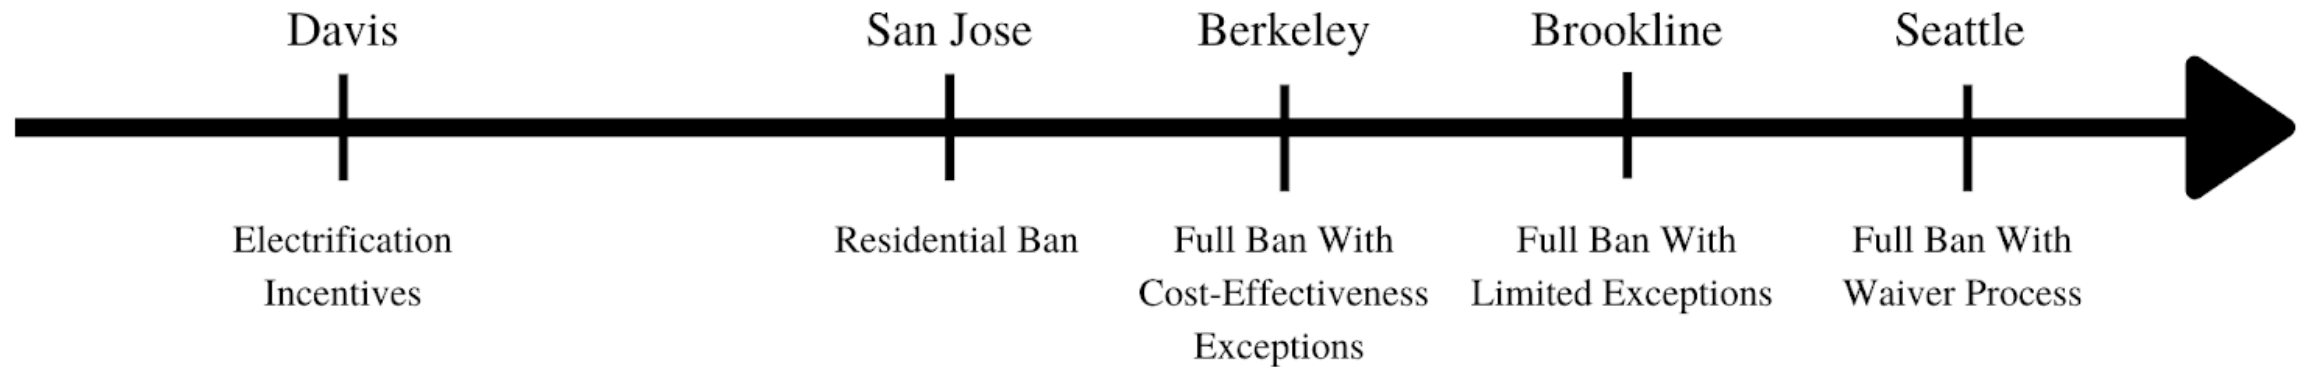 Davis
San Jose
Berkeley
Brookline
Seattle
Electrification
Incentives
Residential Ban
Full Ban With
Cost-Effectiveness
Exceptions
Full Ban With
Limited Exceptions
Full Ban With
Waiver Process